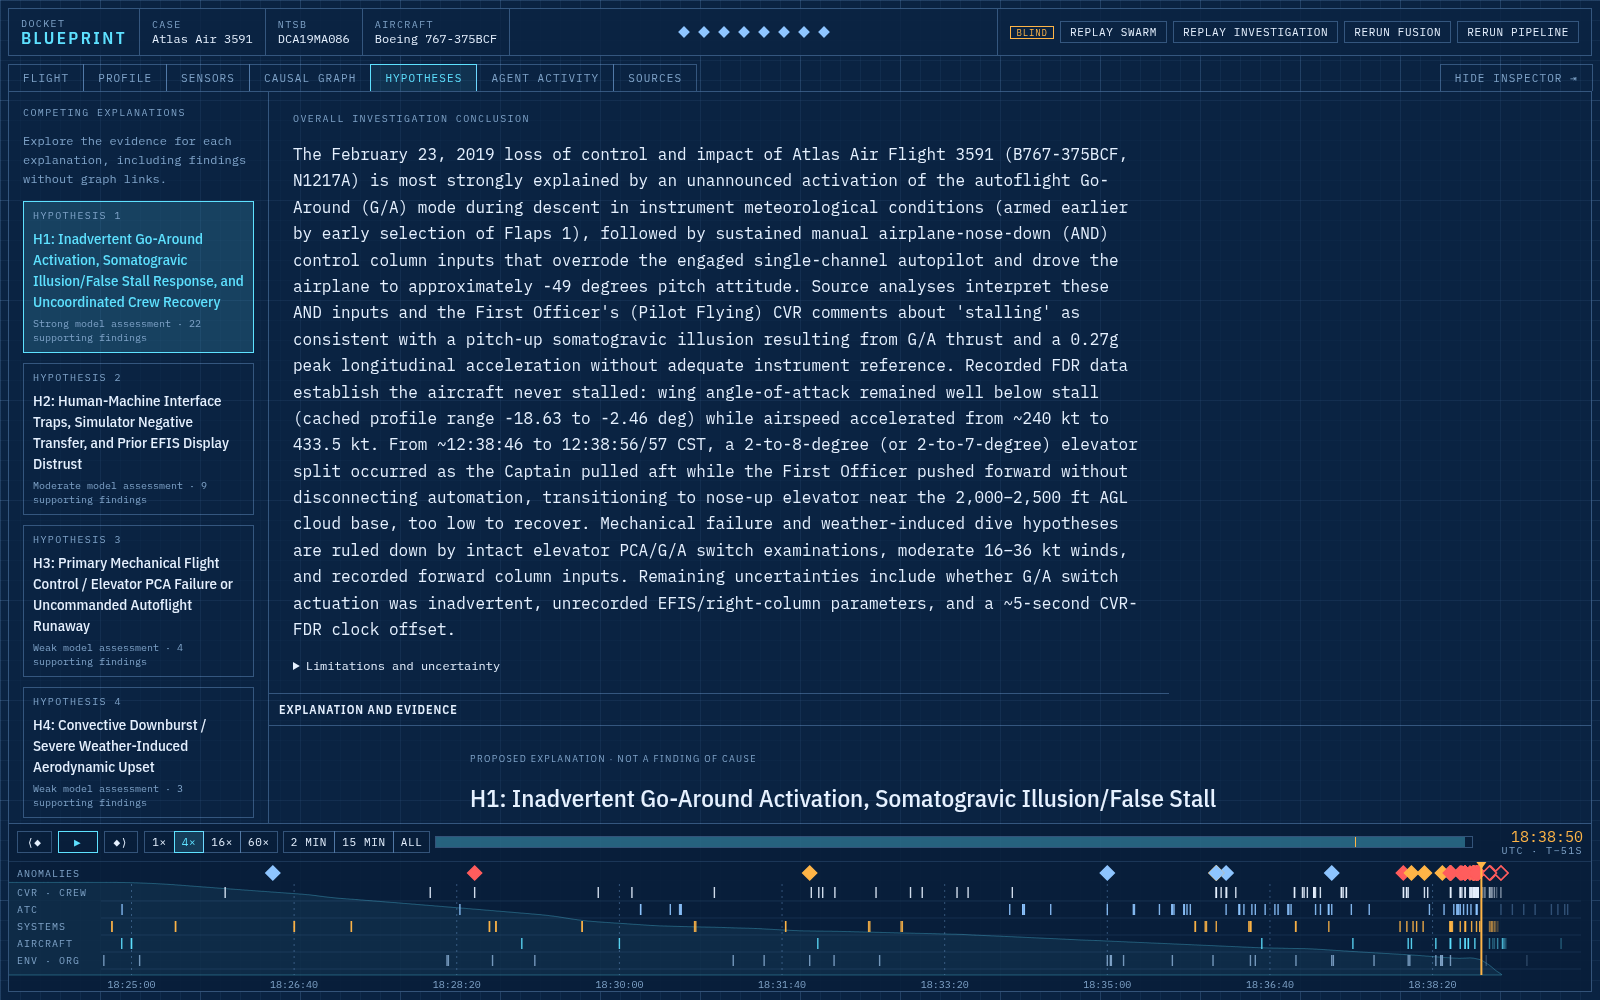 DOCKET
BLUEPRINT
CASE
Atlas Air 3591
NTSB
DCA19MA086
AIRCRAFT
Boeing 767-375BCF
BLIND
REPLAY SWARM
REPLAY INVESTIGATION
RERUN FUSION
RERUN PIPELINE
FLIGHT
PROFILE
SENSORS
CAUSAL GRAPH
HYPOTHESES
AGENT ACTIVITY
SOURCES
HIDE INSPECTOR ⇥
COMPETING EXPLANATIONS
Explore the evidence for each
explanation, including findings
without graph links.
HYPOTHESIS 1
H1: Inadvertent Go-Around
Activation, Somatogravic
Illusion/False Stall Response, and
Uncoordinated Crew Recovery
Strong model assessment · 22
supporting findings
HYPOTHESIS 2
H2: Human-Machine Interface
Traps, Simulator Negative
Transfer, and Prior EFIS Display
Distrust
Moderate model assessment · 9
supporting findings
HYPOTHESIS 3
H3: Primary Mechanical Flight
Control / Elevator PCA Failure or
Uncommanded Autoflight
Runaway
Weak model assessment · 4
supporting findings
HYPOTHESIS 4
H4: Convective Downburst /
Severe Weather-Induced
Aerodynamic Upset
Weak model assessment · 3
supporting findings
OVERALL INVESTIGATION CONCLUSION
The February 23, 2019 loss of control and impact of Atlas Air Flight 3591 (B767-375BCF,
N1217A) is most strongly explained by an unannounced activation of the autoflight Go-
Around (G/A) mode during descent in instrument meteorological conditions (armed earlier
by early selection of Flaps 1), followed by sustained manual airplane-nose-down (AND)
control column inputs that overrode the engaged single-channel autopilot and drove the
airplane to approximately -49 degrees pitch attitude. Source analyses interpret these
AND inputs and the First Officer's (Pilot Flying) CVR comments about 'stalling' as
consistent with a pitch-up somatogravic illusion resulting from G/A thrust and a 0.27g
peak longitudinal acceleration without adequate instrument reference. Recorded FDR data
establish the aircraft never stalled: wing angle-of-attack remained well below stall
(cached profile range -18.63 to -2.46 deg) while airspeed accelerated from ~240 kt to
433.5 kt. From ~12:38:46 to 12:38:56/57 CST, a 2-to-8-degree (or 2-to-7-degree) elevator
split occurred as the Captain pulled aft while the First Officer pushed forward without
disconnecting automation, transitioning to nose-up elevator near the 2,000–2,500 ft AGL
cloud base, too low to recover. Mechanical failure and weather-induced dive hypotheses
are ruled down by intact elevator PCA/G/A switch examinations, moderate 16–36 kt winds,
and recorded forward column inputs. Remaining uncertainties include whether G/A switch
actuation was inadvertent, unrecorded EFIS/right-column parameters, and a ~5-second CVR-
FDR clock offset.
▶ Limitations and uncertainty
EXPLANATION AND EVIDENCE
PROPOSED EXPLANATION · NOT A FINDING OF CAUSE
H1: Inadvertent Go-Around Activation, Somatogravic Illusion/False Stall
⟨◆
▶
◆⟩
1×
4×
16×
60×
2 MIN
15 MIN
ALL
18:38:50
UTC · T−51S
ANOMALIES
CVR · CREW
ATC
SYSTEMS
AIRCRAFT
ENV · ORG
18:25:00
18:26:40
18:28:20
18:30:00
18:31:40
18:33:20
18:35:00
18:36:40
18:38:20